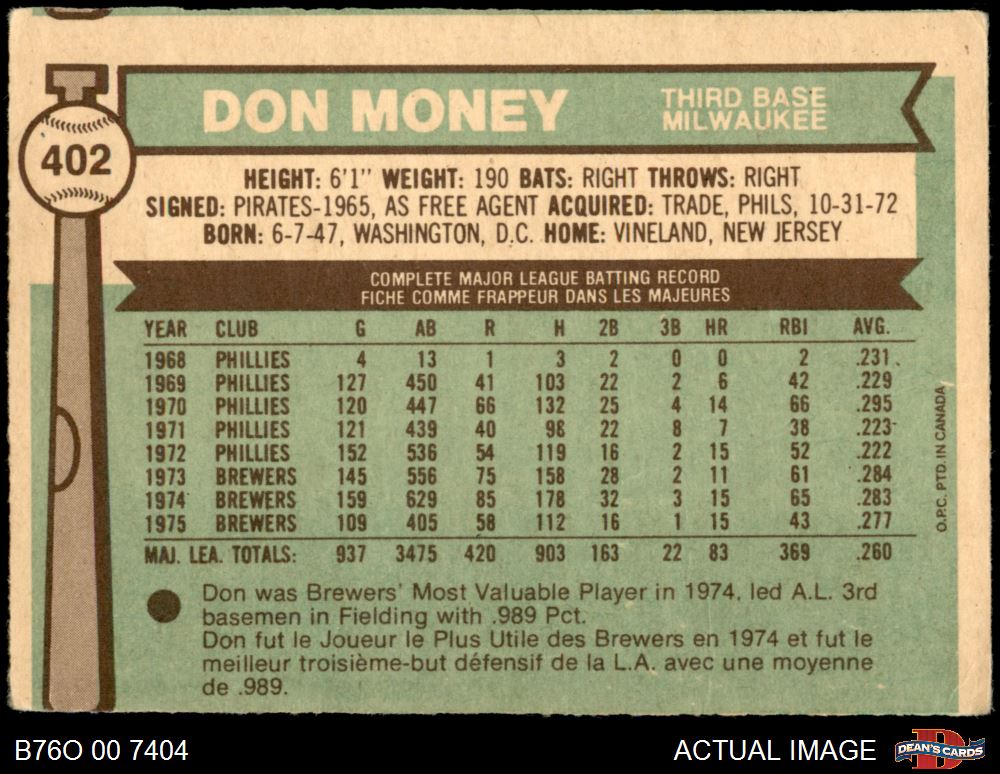 DON MONEY
THIRD BASE
MILWAUKEE
402
HEIGHT: 6'1" WEIGHT: 190 BATS: RIGHT THROWS: RIGHT
SIGNED: PIRATES-1965, AS FREE AGENT ACQUIRED: TRADE, PHILS, 10-31-72
BORN: 6-7-47, WASHINGTON, D.C. HOME: VINELAND, NEW JERSEY
COMPLETE MAJOR LEAGUE BATTING RECORD
FICHE COMME FRAPPEUR DANS LES MAJEURES
YEAR CLUB G AB R H 2B 3B HR RBI AVG.
1968 PHILLIES 4 13 1 3 2 0 0 2 .231
1969 PHILLIES 127 450 41 103 22 2 6 42 .229
1970 PHILLIES 120 447 66 132 25 4 14 66 .295
1971 PHILLIES 121 439 40 98 22 8 7 38 .223
1972 PHILLIES 152 536 54 119 16 2 15 52 .222
1973 BREWERS 145 556 75 158 28 2 11 61 .284
1974 BREWERS 159 629 85 178 32 3 15 65 .283
1975 BREWERS 109 405 58 112 16 1 15 43 .277
MAJ. LEA. TOTALS: 937 3475 420 903 163 22 83 369 .260
O.P.C. PTD. IN CANADA
Don was Brewers' Most Valuable Player in 1974, led A.L. 3rd
basemen in Fielding with .989 Pct.
Don fut le Joueur le Plus Utile des Brewers en 1974 et fut le
meilleur troisième-but défensif de la L.A. avec une moyenne
de .989.
B76O 00 7404
ACTUAL IMAGE
DEAN'S CARDS